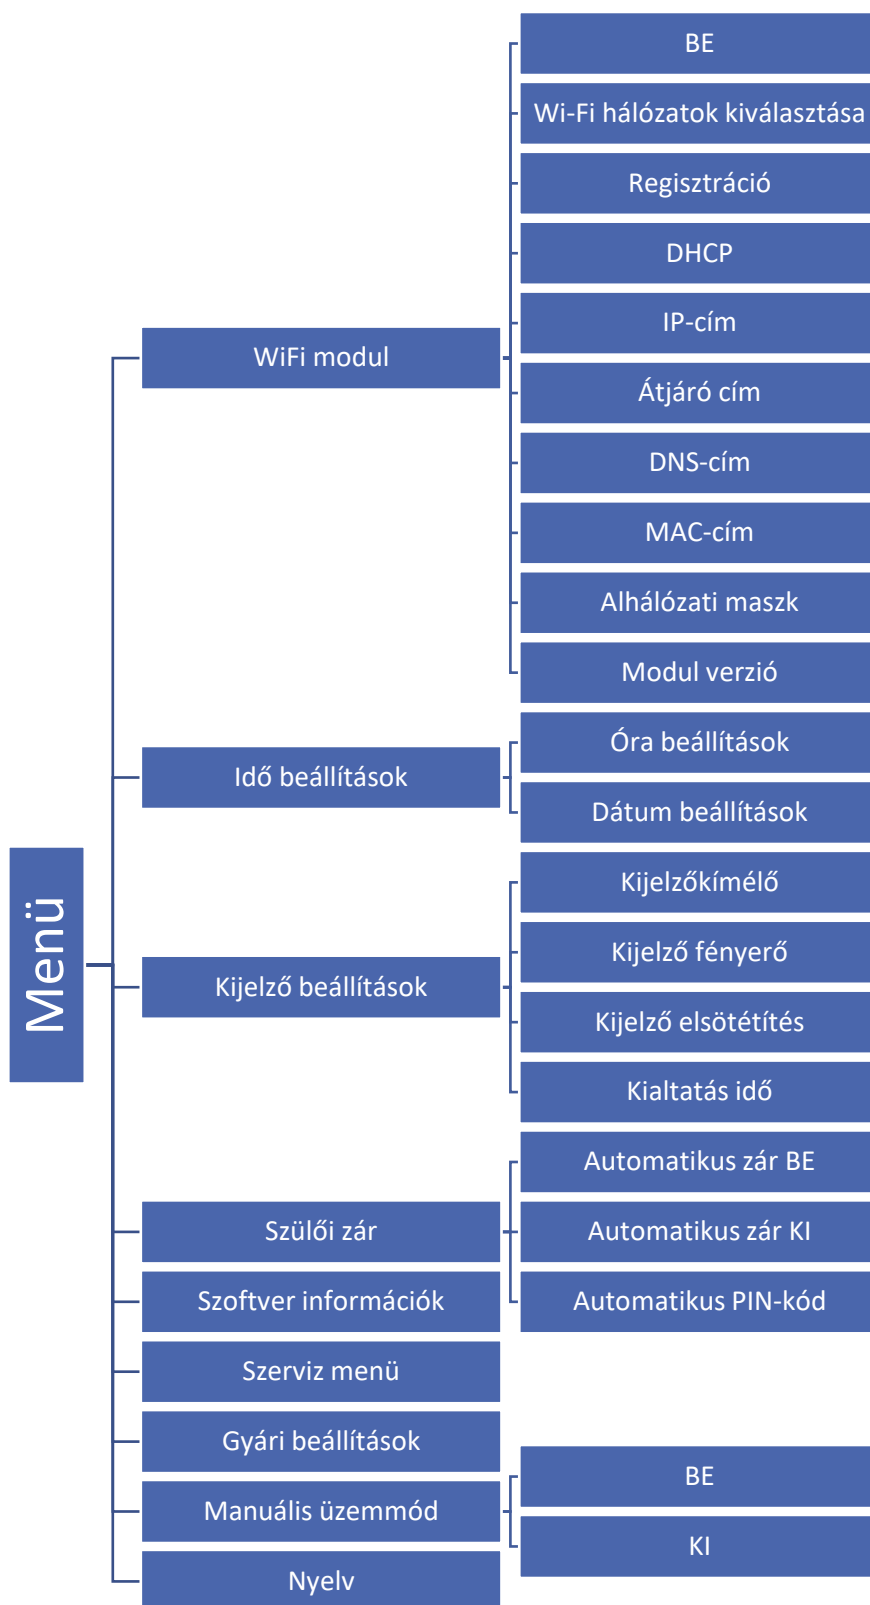 Menü
WiFi modul
BE
Wi-Fi hálózatok kiválasztása
Regisztráció
DHCP
IP-cím
Átjáró cím
DNS-cím
MAC-cím
Alhálózati maszk
Modul verzió
Idő beállítások
Óra beállítások
Dátum beállítások
Kijelző beállítások
Kijelzőkímélő
Kijelző fényerő
Kijelző elsötétítés
Kialtatás idő
Szülői zár
Automatikus zár BE
Automatikus zár KI
Automatikus PIN-kód
Szoftver információk
Szerviz menü
Gyári beállítások
Manuális üzemmód
BE
KI
Nyelv